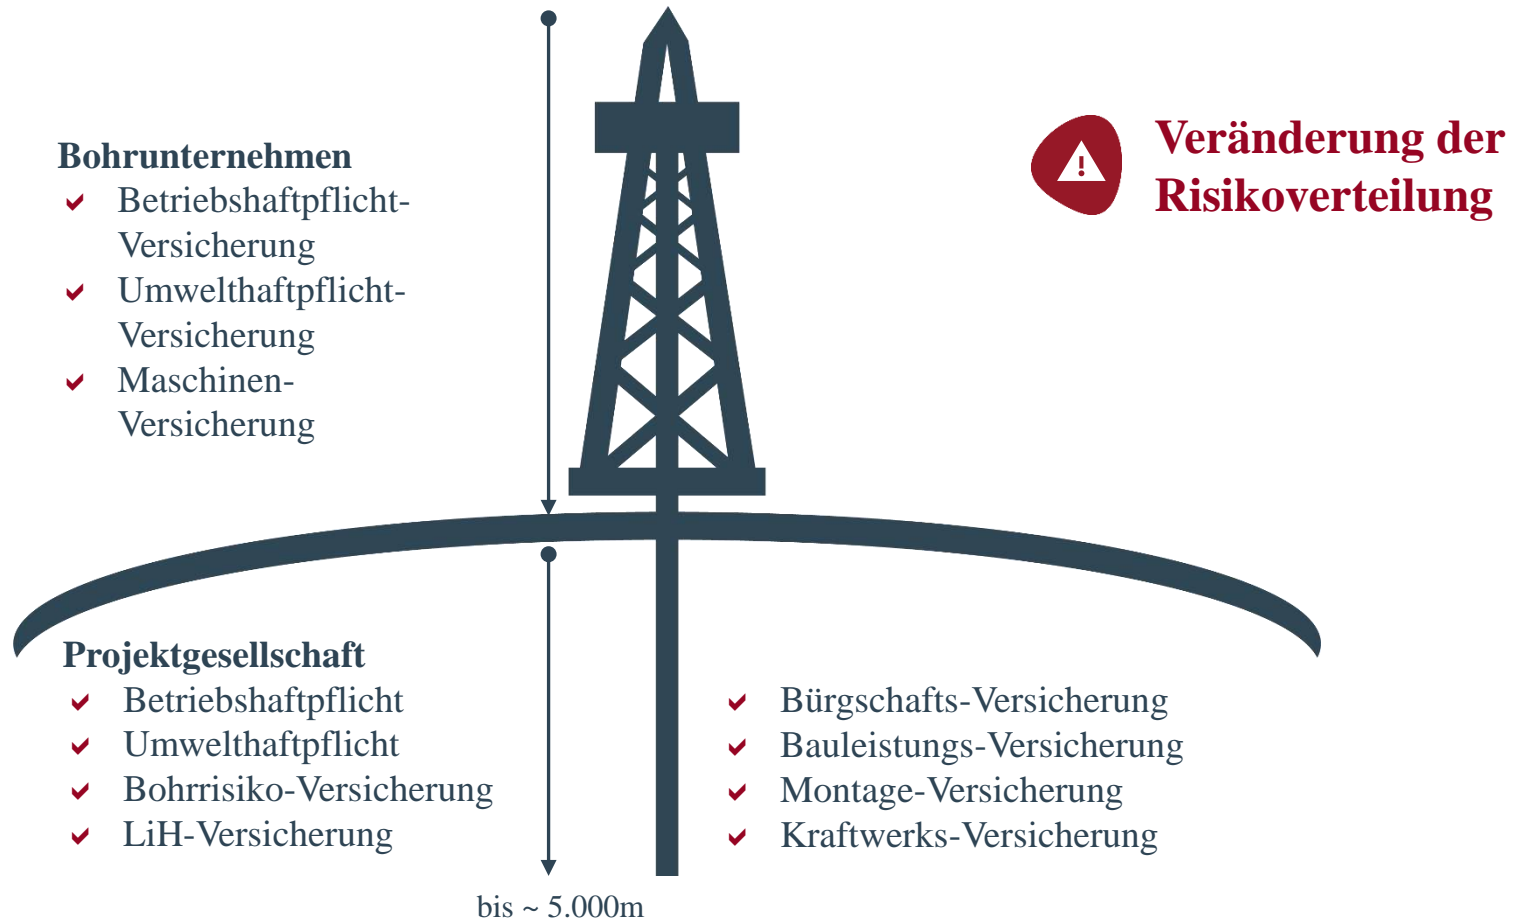 Bohrunternehmen
Betriebshaftpflicht-
Versicherung
Umwelthaftpflicht-
Versicherung
Maschinen-
Versicherung
Veränderung der
Risikoverteilung
Projektgesellschaft
Betriebshaftpflicht
Umwelthaftpflicht
Bohrrisiko-Versicherung
LiH-Versicherung
Bürgschafts-Versicherung
Bauleistungs-Versicherung
Montage-Versicherung
Kraftwerks-Versicherung
bis ~ 5.000m